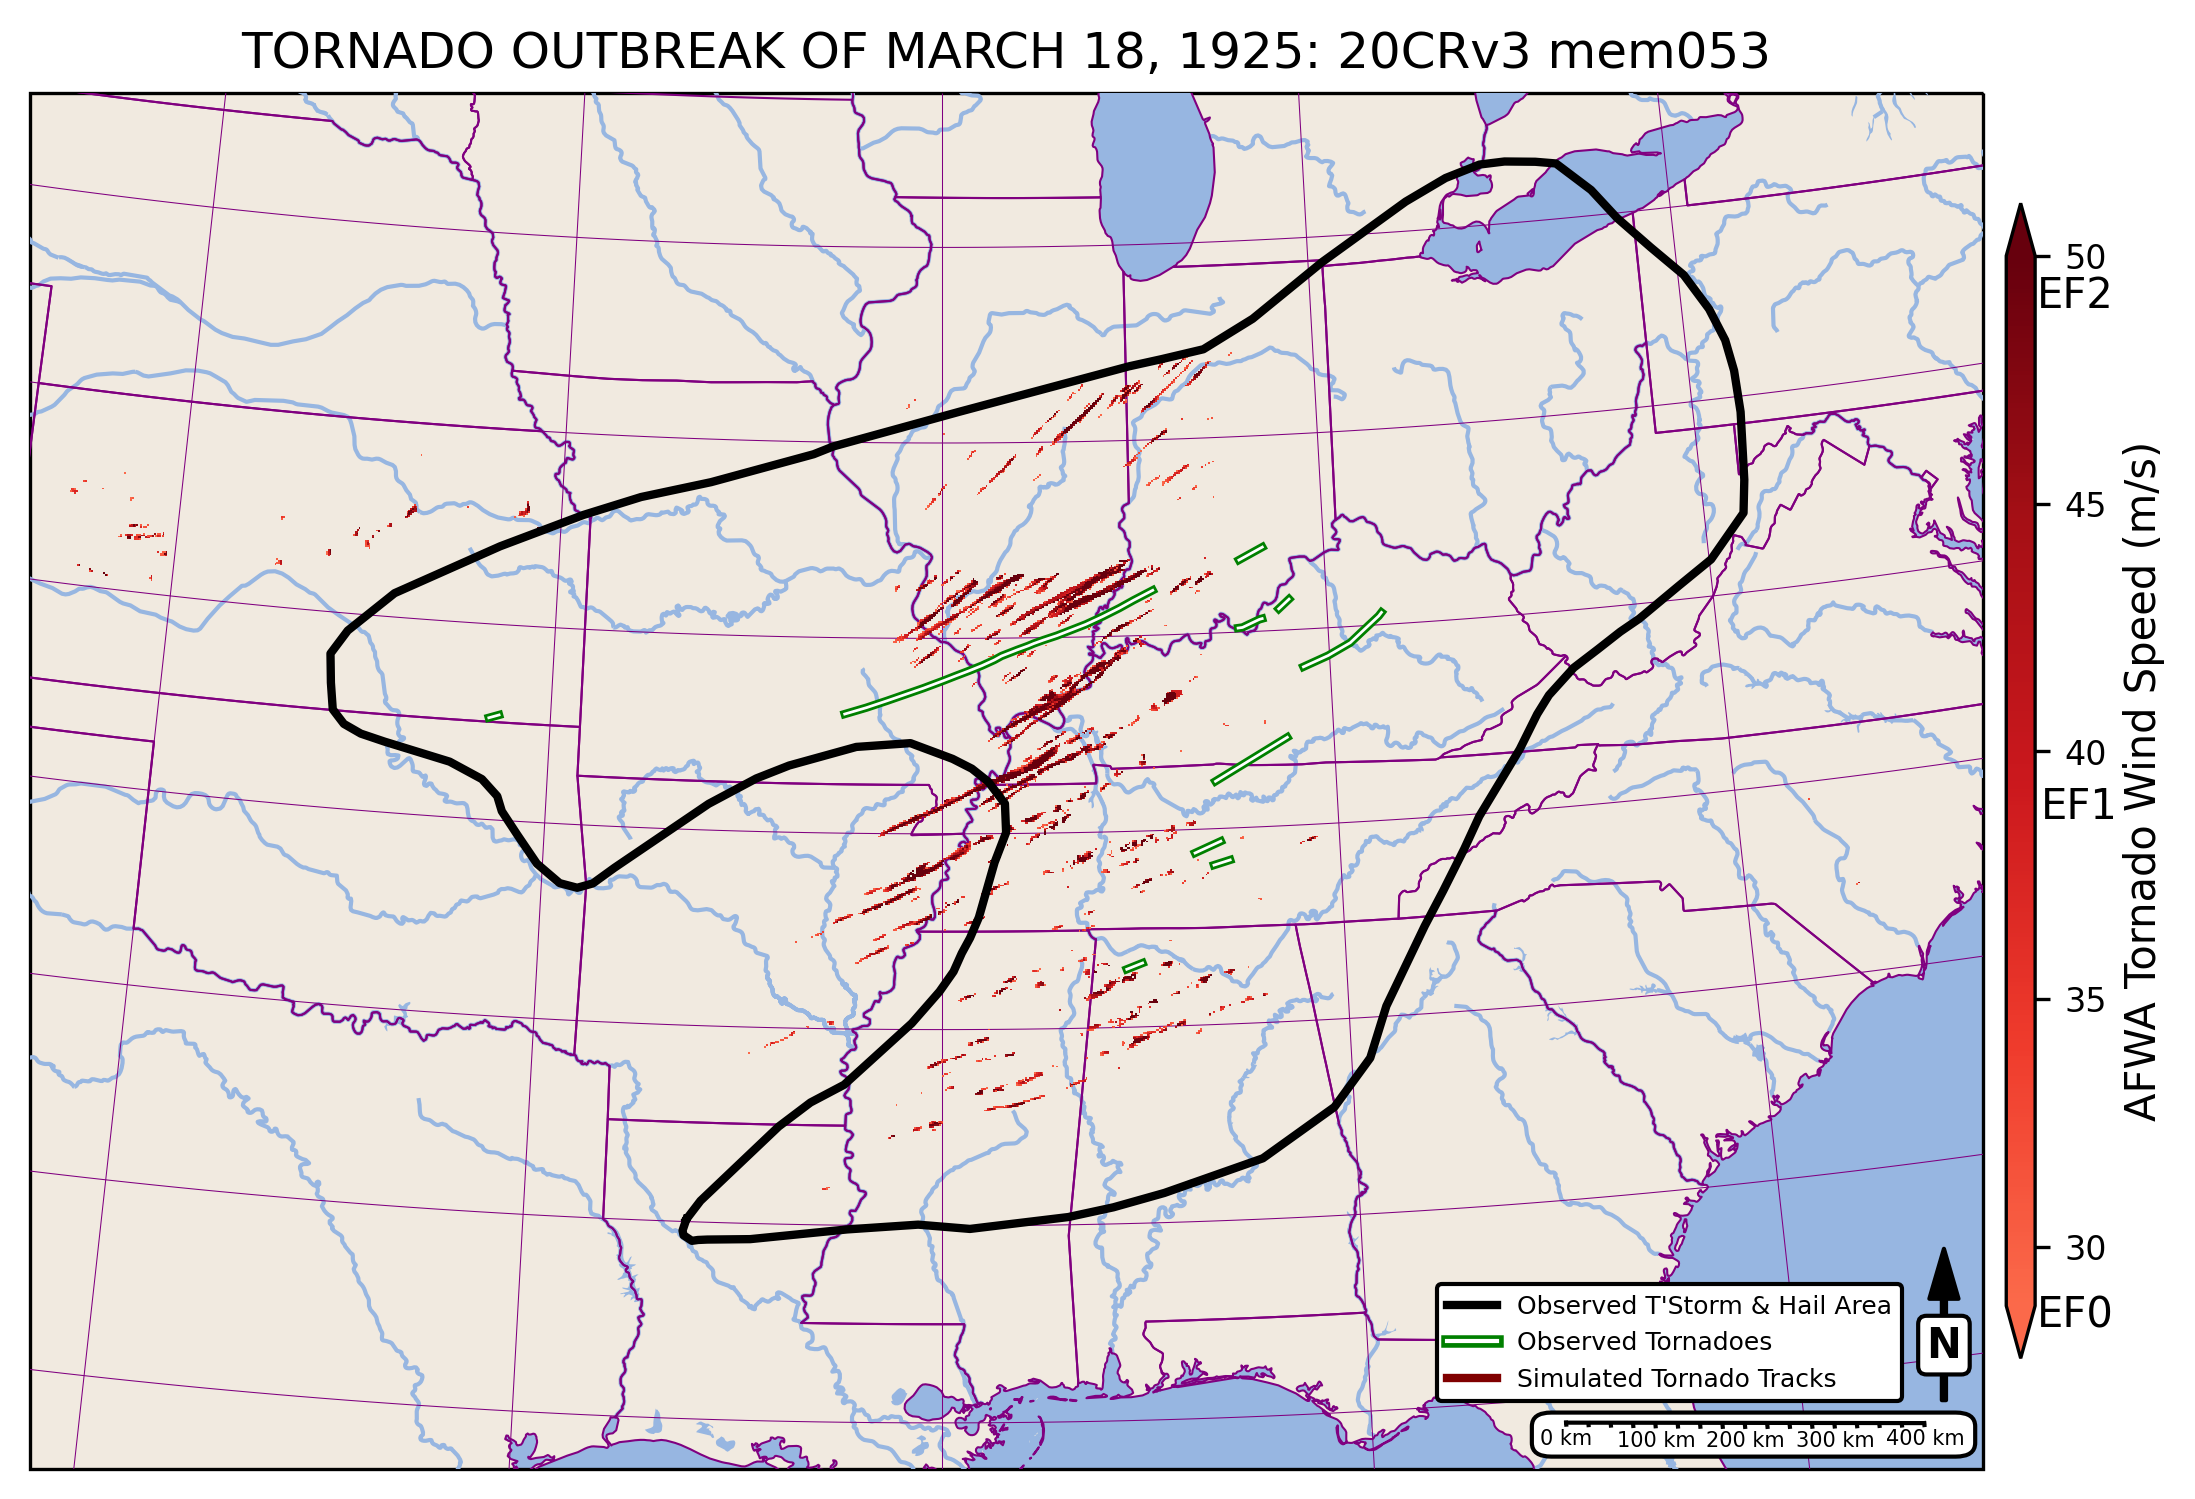 TORNADO OUTBREAK OF MARCH 18, 1925: 20CRv3 mem053
50
EF2
45
40
EF1
35
30
EF0
AFWA Tornado Wind Speed (m/s)
Observed T'Storm & Hail Area
Observed Tornadoes
Simulated Tornado Tracks
N
0 km 100 km 200 km 300 km 400 km